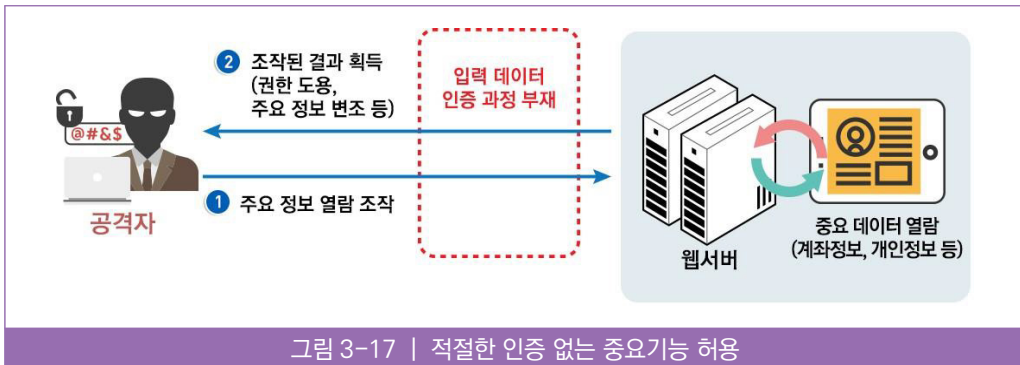 2 조작된 결과 획득
(권한 도용,
주요 정보 변조 등)
입력 데이터
인증 과정 부재
@#&$
공격자
1 주요 정보 열람 조작
웹서버
중요 데이터 열람
(계좌정보, 개인정보 등)
그림 3-17 | 적절한 인증 없는 중요기능 허용